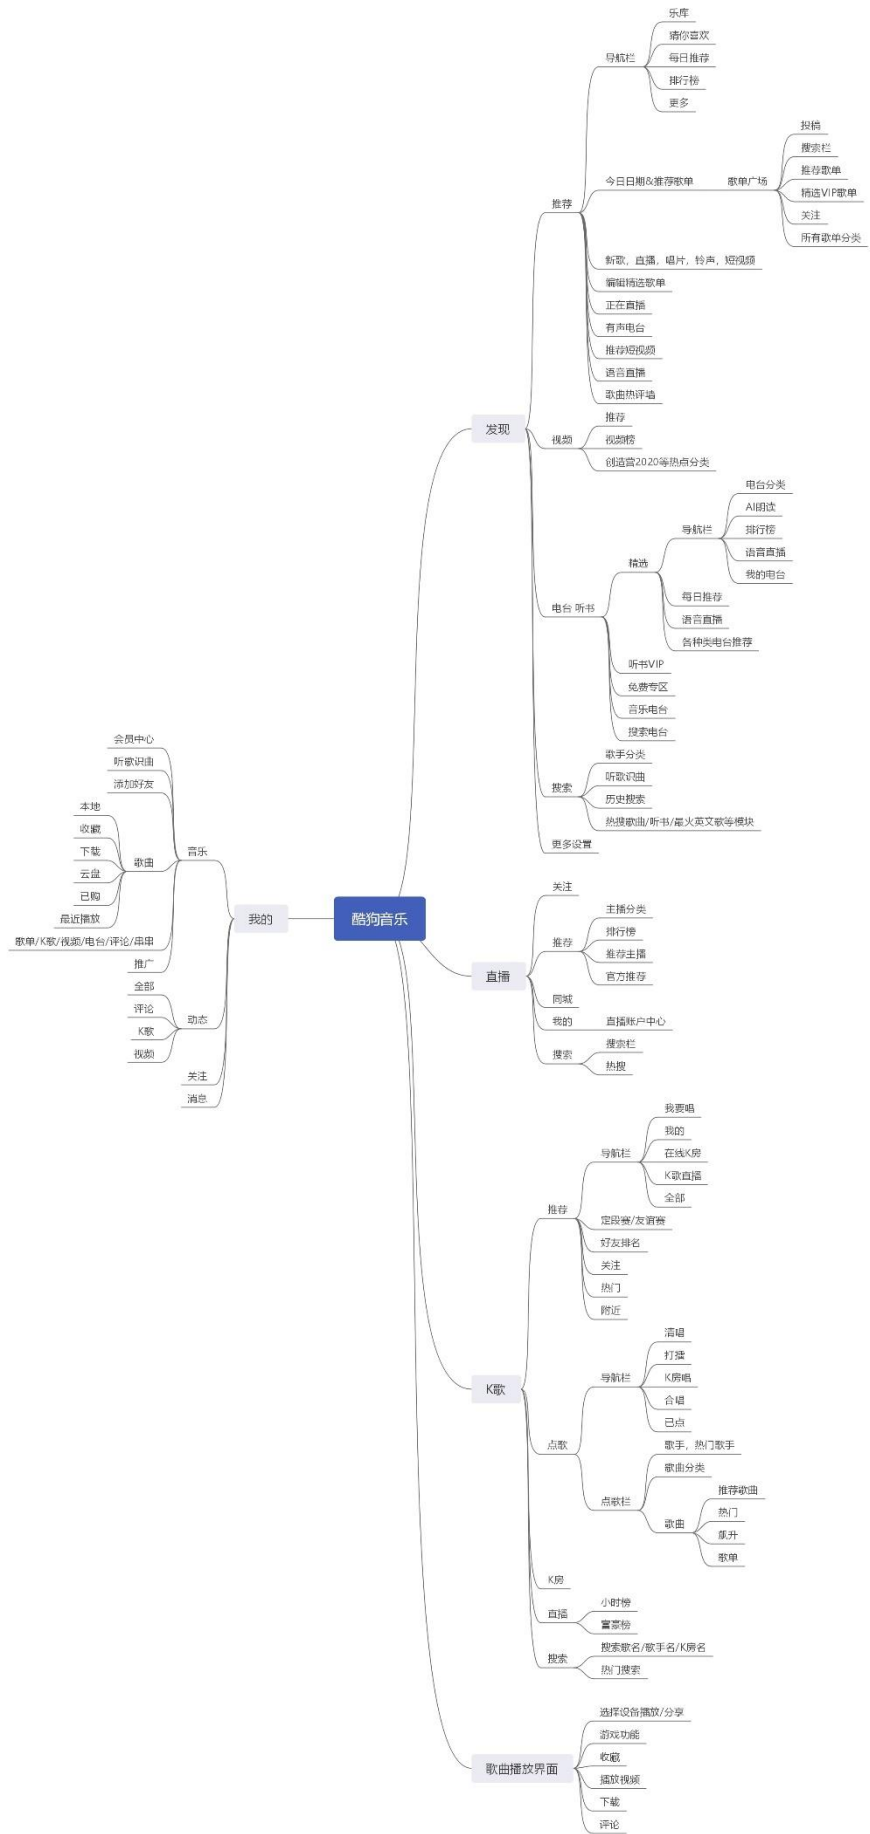 酷狗音乐
发现
推荐
导航栏
乐库
猜你喜欢
每日推荐
排行榜
更多
今日日期&推荐歌单
歌单广场
投稿
搜索栏
推荐歌单
精选VIP歌单
关注
所有歌单分类
新歌，直播，唱片，铃声，短视频
编辑精选歌单
正在直播
有声电台
推荐短视频
语音直播
歌曲热评墙
视频
推荐
视频榜
创造营2020等热点分类
电台 听书
精选
导航栏
电台分类
AI朗读
排行榜
语音直播
我的电台
每日推荐
语音直播
各种类电台推荐
听书VIP
免费专区
音乐电台
搜索电台
搜索
歌手分类
听歌识曲
历史搜索
热搜歌曲/听书/最火英文歌等模块
更多设置
直播
关注
推荐
主播分类
排行榜
推荐主播
官方推荐
同城
我的
直播账户中心
搜索
搜索栏
热搜
K歌
推荐
导航栏
我要唱
我的
在线K房
K歌直播
全部
定段赛/友谊赛
好友排名
关注
热门
附近
点歌
导航栏
清唱
打擂
K房唱
合唱
已点
点歌栏
歌手，热门歌手
歌曲分类
歌曲
推荐歌曲
热门
飙升
歌单
K房
直播
小时榜
富豪榜
搜索
搜索歌名/歌手名/K房名
热门搜索
歌曲播放界面
选择设备播放/分享
游戏功能
收藏
播放视频
下载
评论
我的
音乐
会员中心
听歌识曲
添加好友
歌曲
本地
收藏
下载
云盘
已购
最近播放
歌单/K歌/视频/电台/评论/串串
推广
动态
全部
评论
K歌
视频
关注
消息